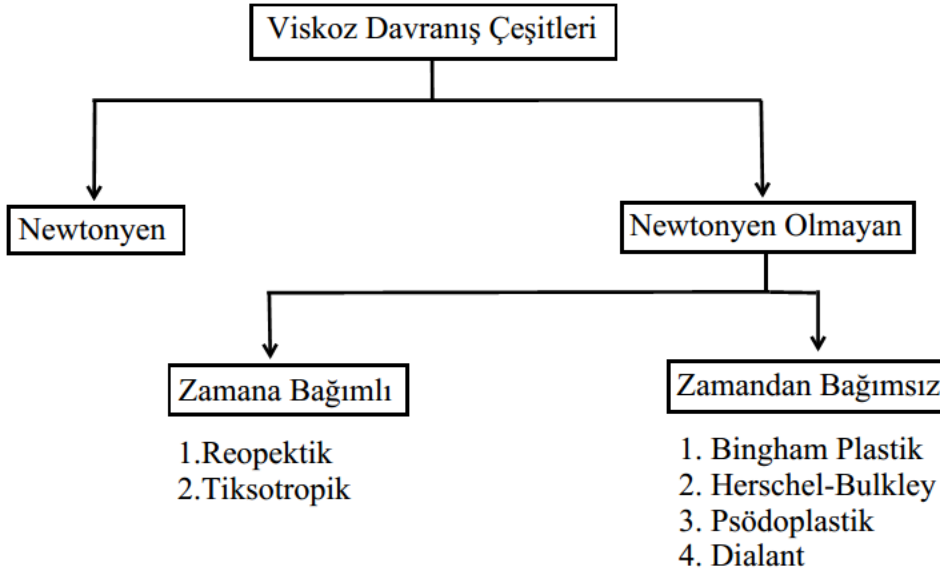 Viskoz Davranış Çeşitleri
Newtonyen
Newtonyen Olmayan
Zamana Bağımlı
1.Reopektik
2.Tiksotropik
Zamandan Bağımsız
1. Bingham Plastik
2. Herschel-Bulkley
3. Psödoplastik
4. Dialant